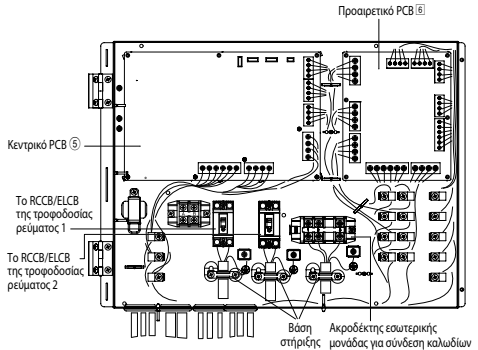 Προαιρετικό PCB 6
Κεντρικό PCB ⑤
Το RCCB/ELCB
της τροφοδοσίας
ρεύματος 1
Το RCCB/ELCB
της τροφοδοσίας
ρεύματος 2
Βάση
στήριξης
Ακροδέκτης εσωτερικής
μονάδας για σύνδεση καλωδίων